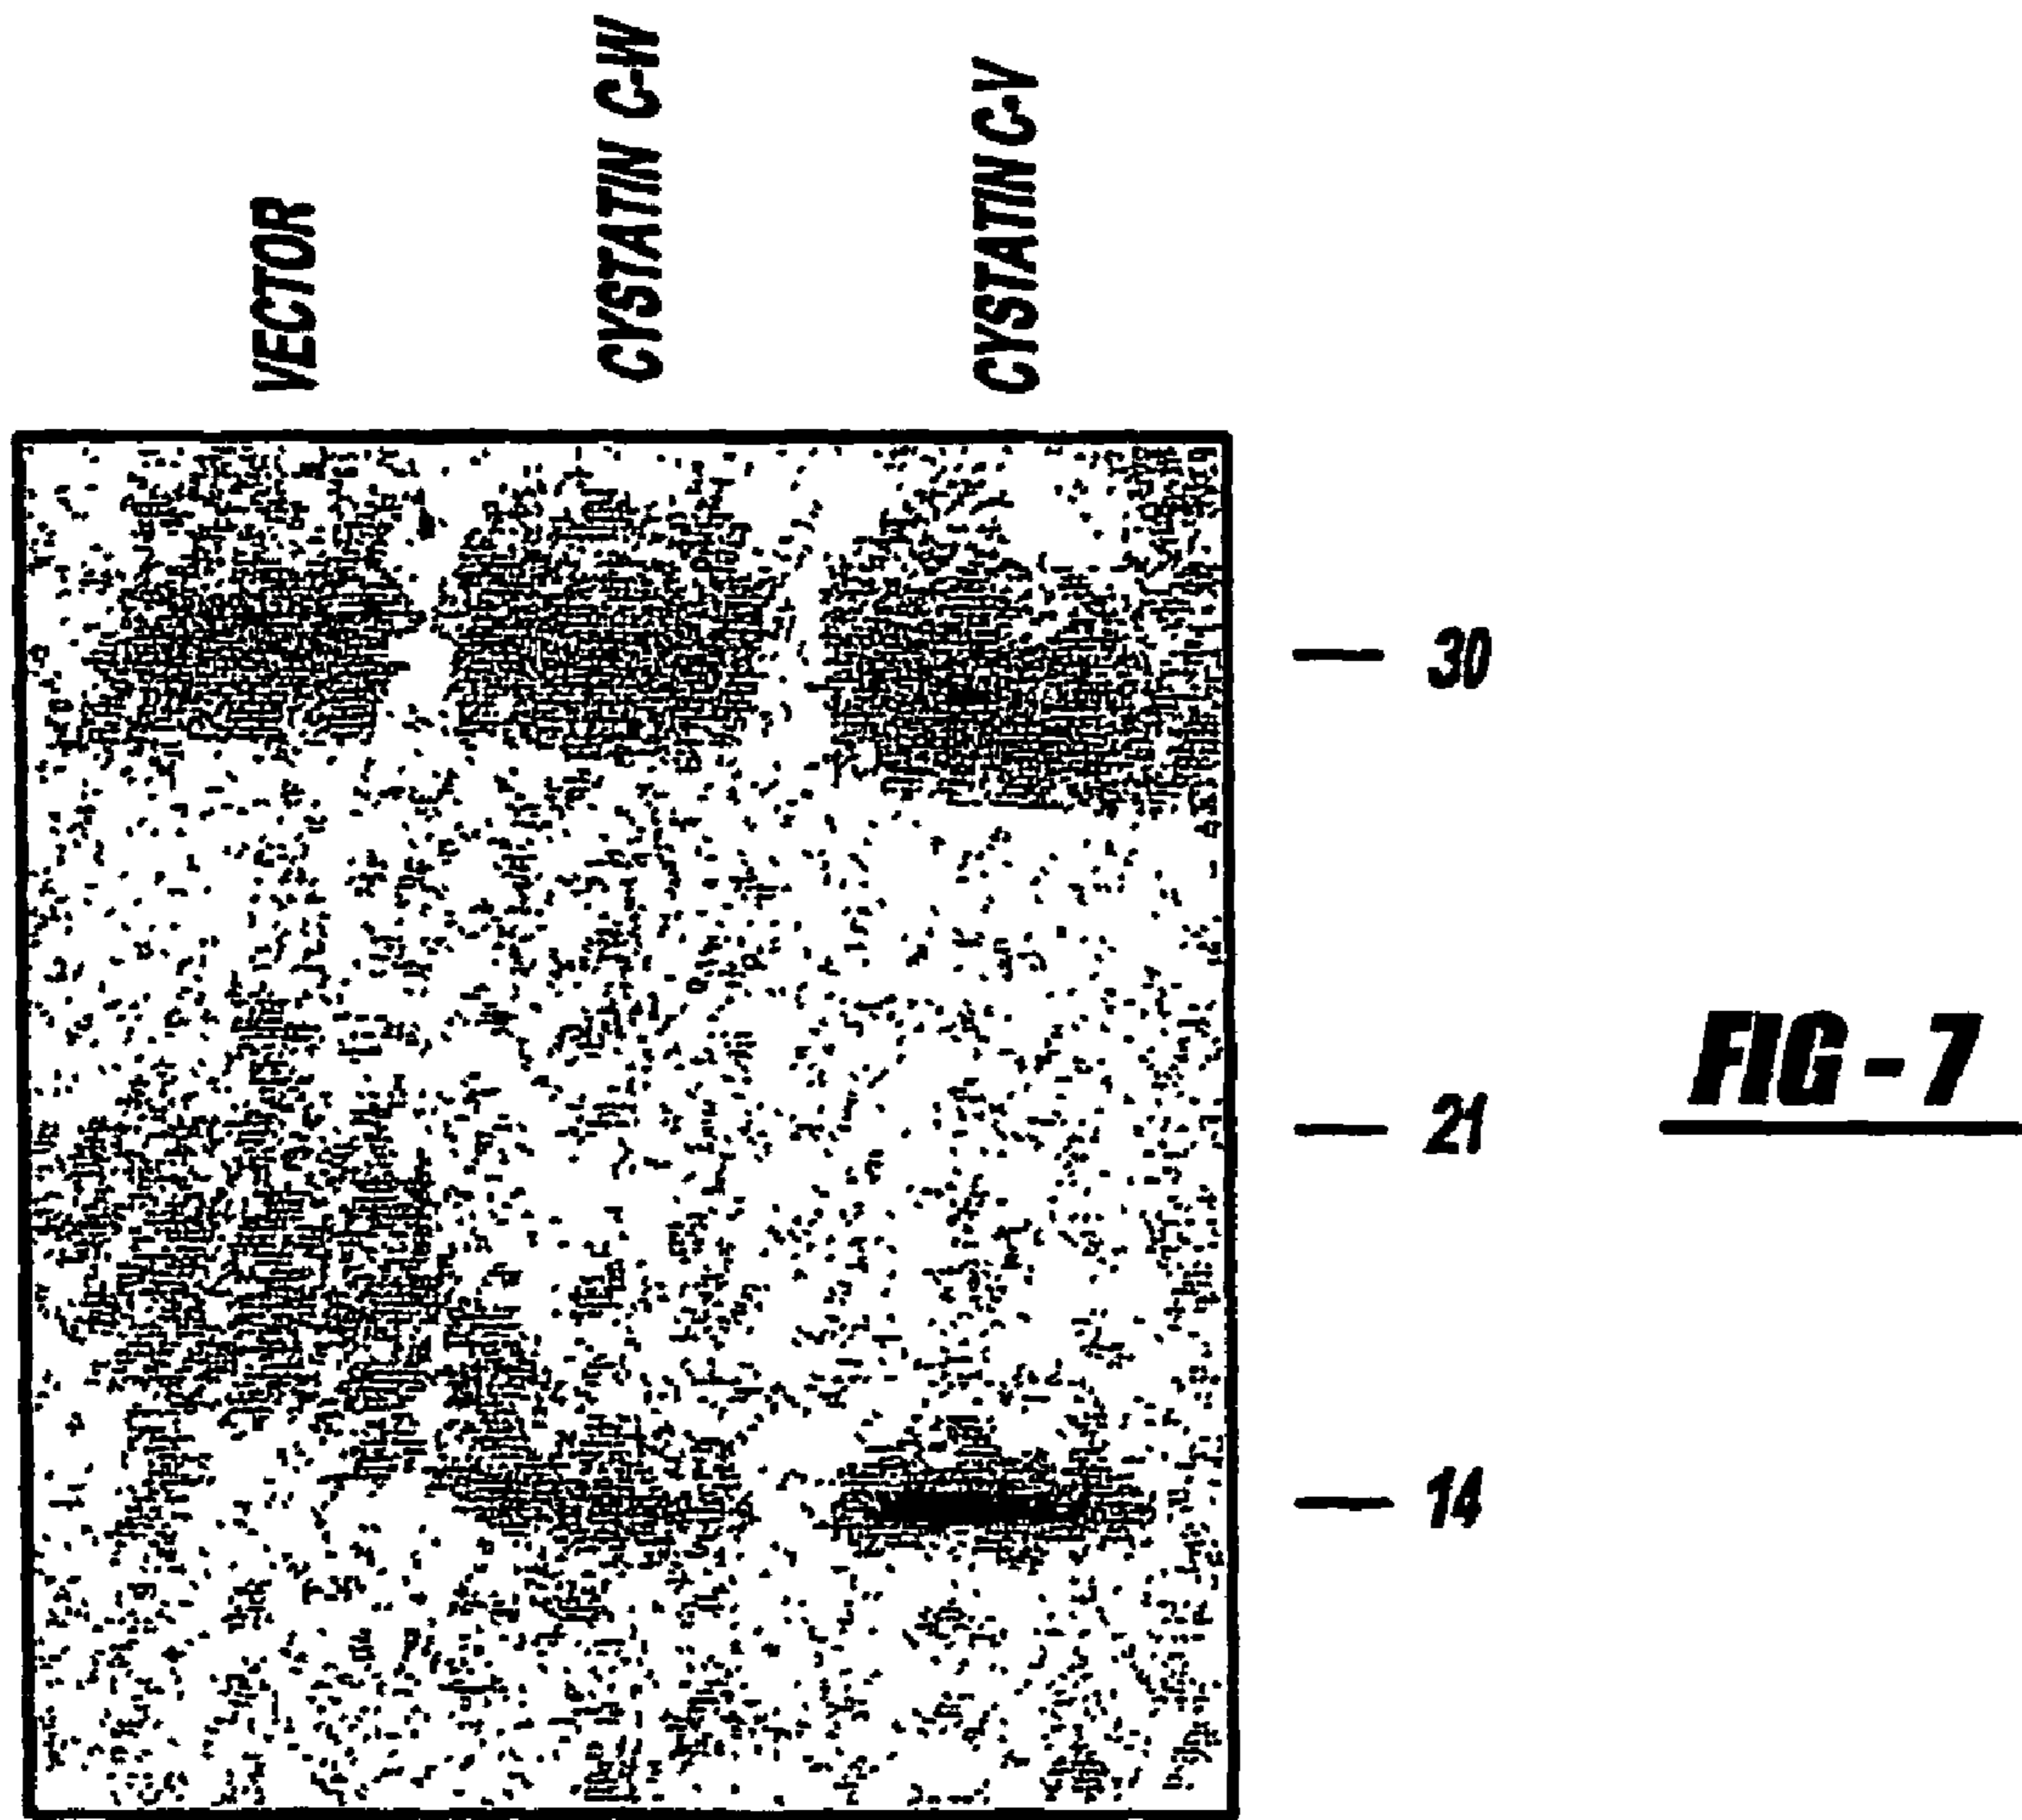 VECTOR
CYSTATIN C-W
CYSTATIN C-V
30
21
14
FIG - 7